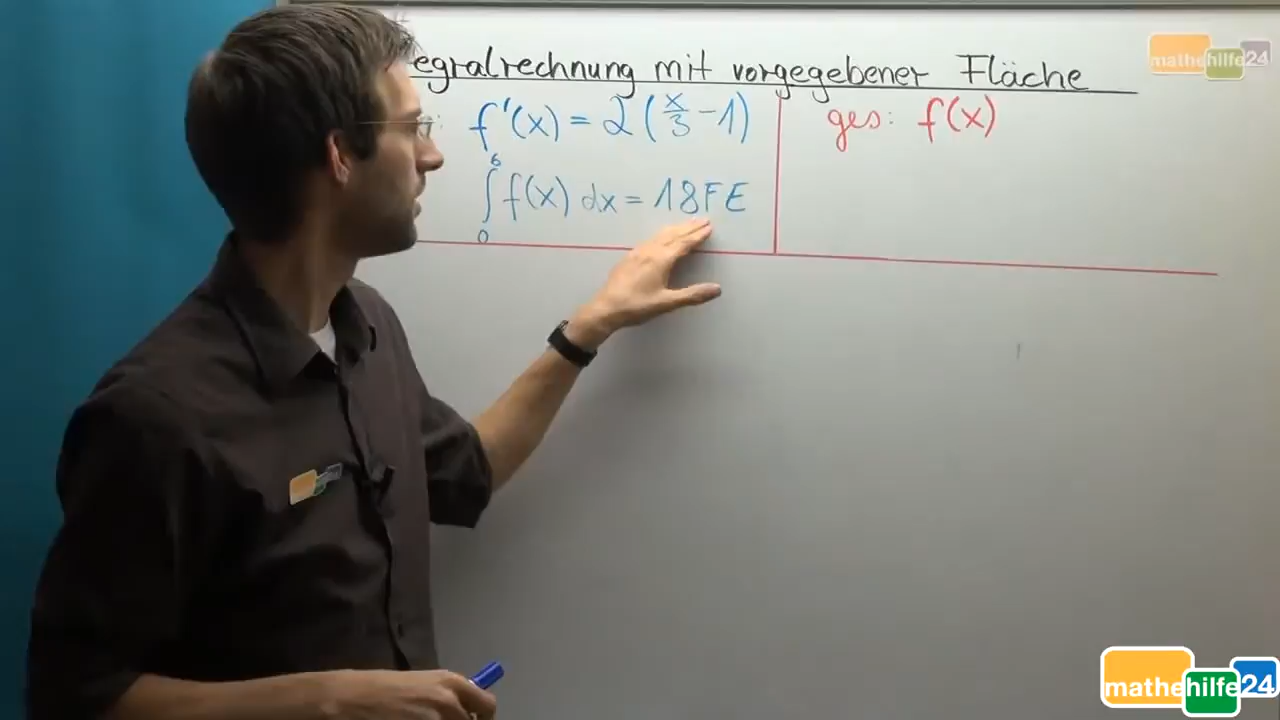 egralrechnung mit vorgegebener Fläche
f'(x) = 2(x/3 - 1)
ges: f(x)
∫₀⁶ f(x) dx = 18FE
mathehilfe24
mathehilfe24